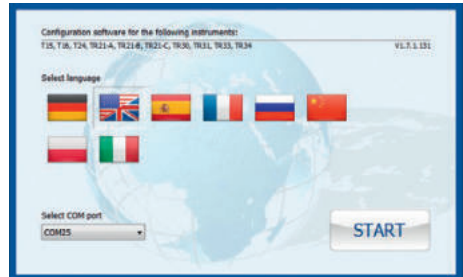 Configuration software for the following instruments:
T15, T16, T24, TR21-A, TR21-B, TR21-C, TR30, TR31, TR33, TR34 V1.7.1.131
Select language
Select COM port
COM25
START